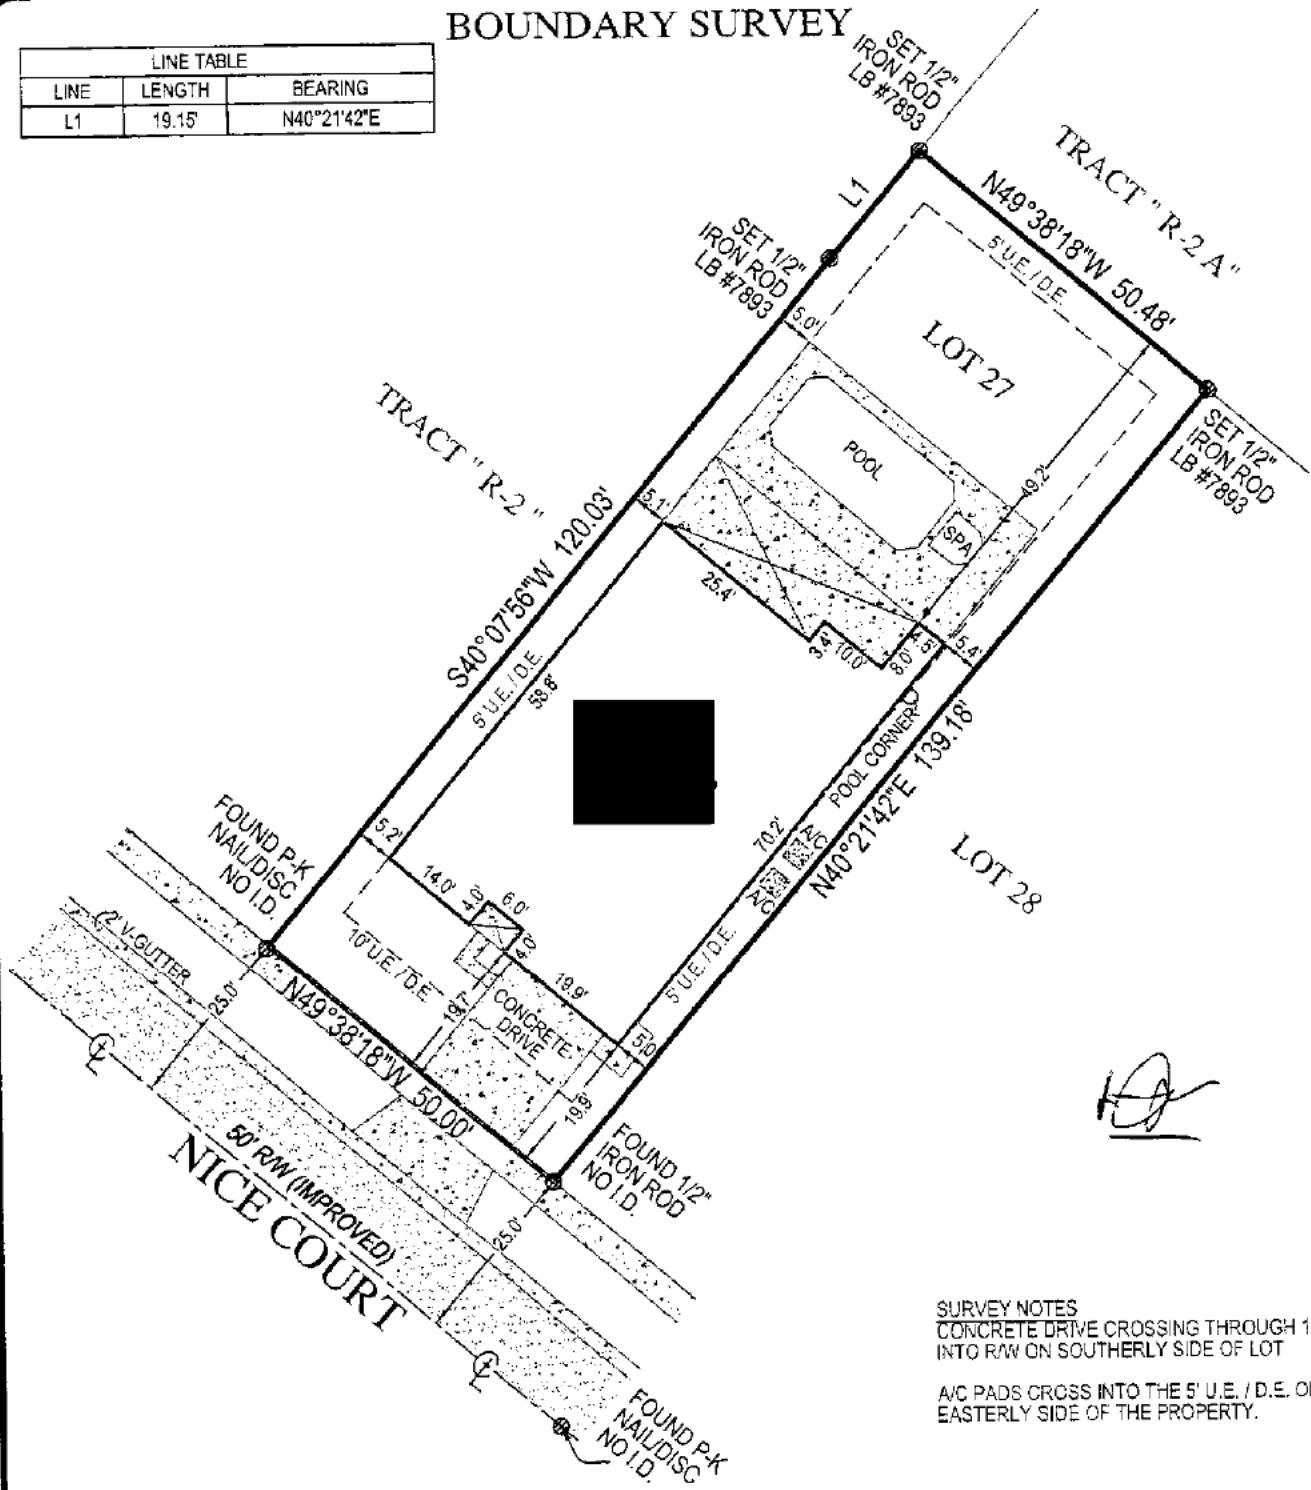 BOUNDARY SURVEY
LINE TABLE
LINE LENGTH BEARING
L1 19.15' N40°21'42"E
SET 1/2"
IRON ROD
LB #7893
TRACT " R-2 A"
L1
N49°38'18"W 50.48'
SET 1/2"
IRON ROD
LB #7893
5' U.E. / D.E.
5.0'
LOT 27
SET 1/2"
IRON ROD
LB #7893
TRACT " R-2 "
POOL
49.2'
SPA
5.1'
S40°07'56"W 120.03'
25.4'
3.4'
10.0'
8.0'
4.5'
5.4'
5' U.E. / D.E.
58.6'
POOL CORNER
N40°21'42"E 139.18'
70.2'
A/C
A/C
LOT 28
FOUND P-K
NAIL/DISC
NO I.D.
5.2'
14.0'
4.0'
6.0'
4.0'
2' V-GUTTER
10' U.E. / D.E.
19.9'
5' U.E. / D.E.
25.0'
19.7'
CONCRETE
DRIVE
5.0'
N49°38'18"W 50.00'
19.9'
50' R/W (IMPROVED)
NICE COURT
FOUND 1/2"
IRON ROD
NO I.D.
25.0'
FOUND P-K
NAIL/DISC
NO I.D.
SURVEY NOTES
CONCRETE DRIVE CROSSING THROUGH 1
INTO R/W ON SOUTHERLY SIDE OF LOT
A/C PADS CROSS INTO THE 5' U.E. / D.E. O
EASTERLY SIDE OF THE PROPERTY.